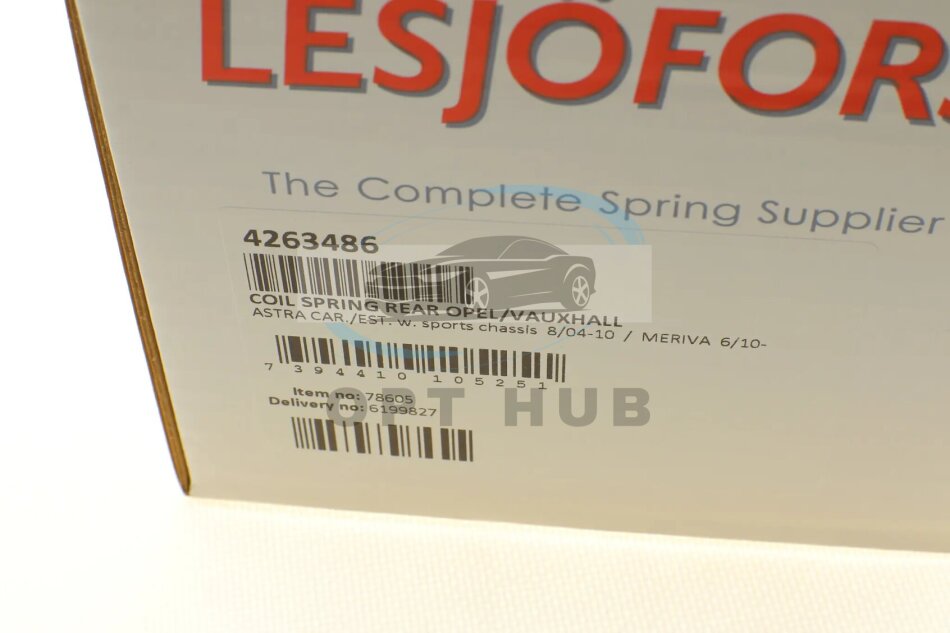 LESJÖFORS
The Complete Spring Supplier
4263486
COIL SPRING REAR OPEL/VAUXHALL
ASTRA CAR./EST. w. sports chassis 8/04-10 / MERIVA 6/10-
7 394410 105251
Item no: 78605
Delivery no: 6199827
OPT HUB